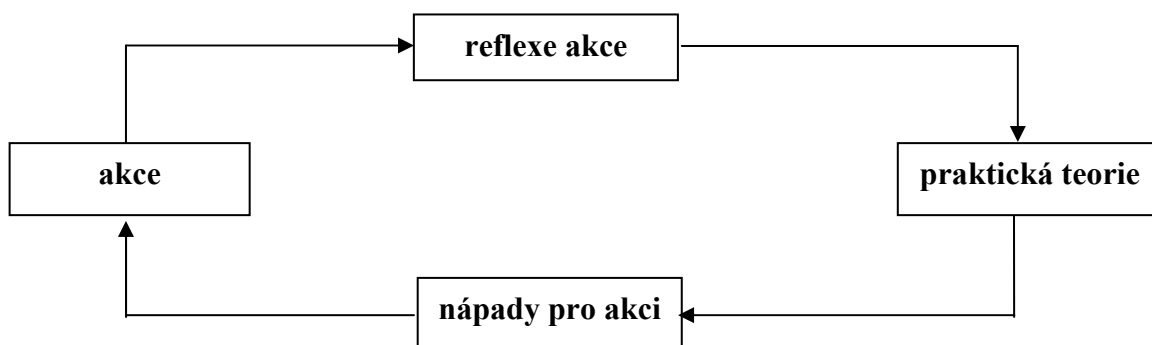 reflexe akce
akce
praktická teorie
nápady pro akci